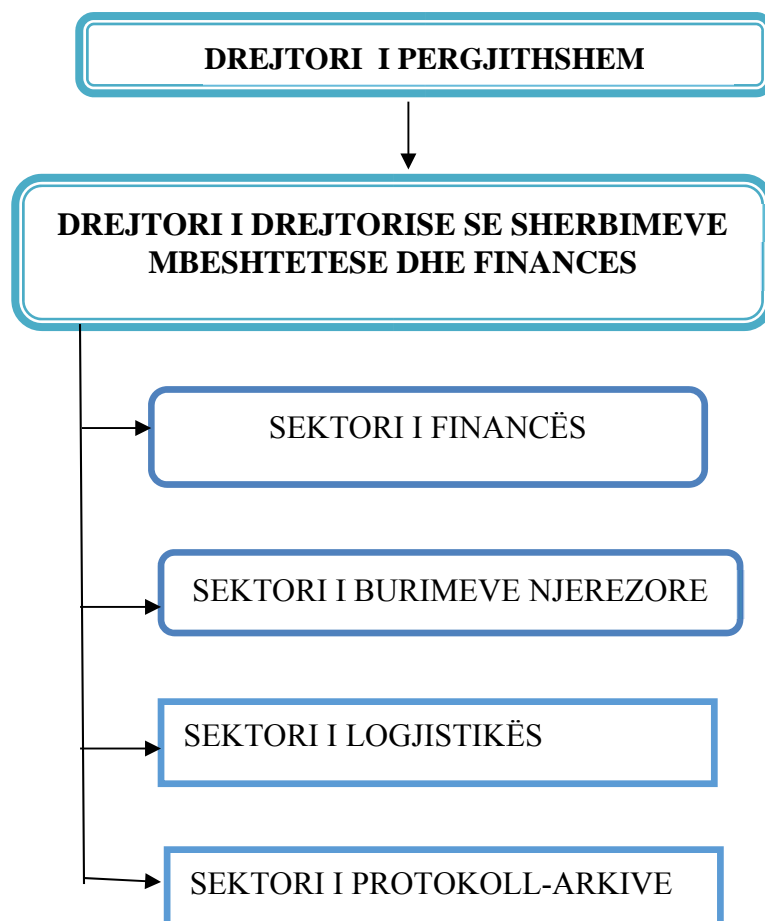 DREJTORI I PERGJITHSHEM
DREJTORI I DREJTORISE SE SHERBIMEVE
MBESHTETESE DHE FINANCES
SEKTORI I FINANCËS
SEKTORI I BURIMEVE NJEREZORE
SEKTORI I LOGJISTIKËS
SEKTORI I PROTOKOLL-ARKIVE